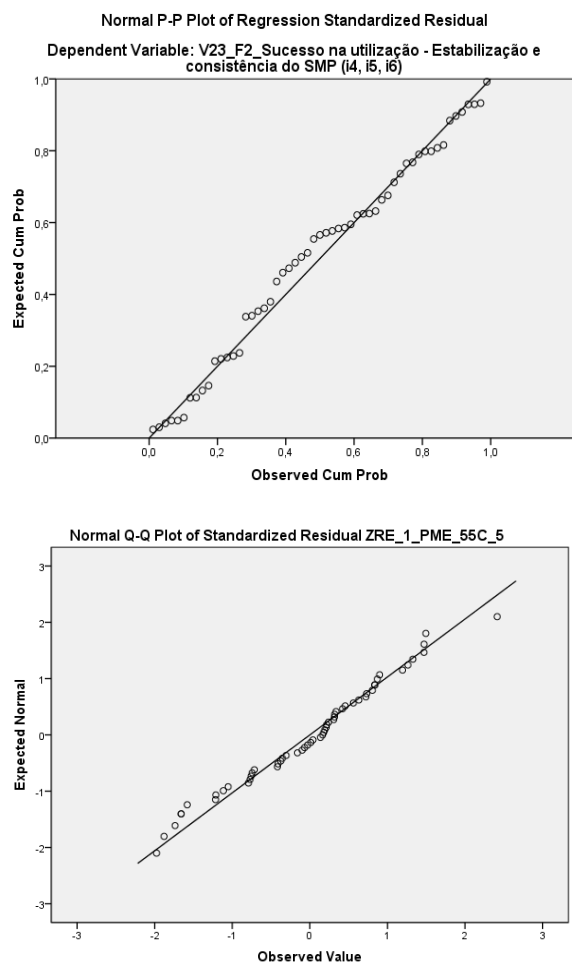 Normal P-P Plot of Regression Standardized Residual
Dependent Variable: V23_F2_Sucesso na utilização - Estabilização e
consistência do SMP (i4, i5, i6)
1,0
0,8
0,6
0,4
0,2
0,0
Expected Cum Prob
0,0 0,2 0,4 0,6 0,8 1,0
Observed Cum Prob
Normal Q-Q Plot of Standardized Residual ZRE_1_PME_55C_5
3
2
1
0
-1
-2
-3
Expected Normal
-3 -2 -1 0 1 2 3
Observed Value